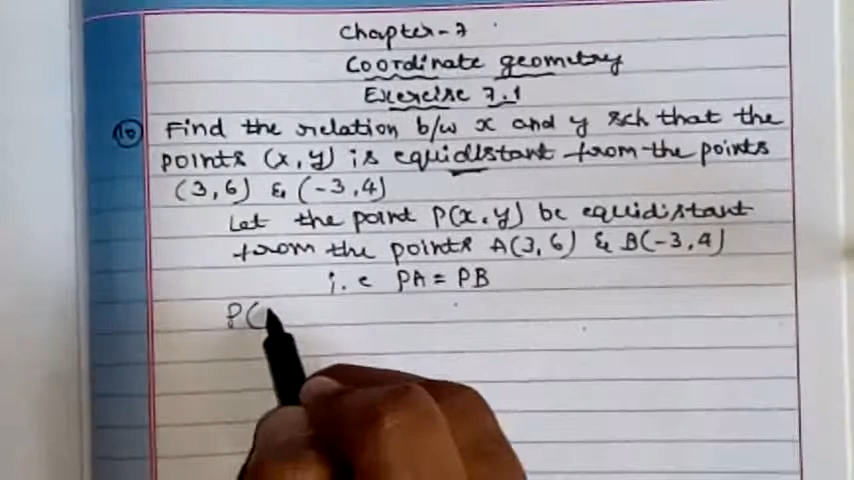 Chapter-7
Coordinate geometry
Exercise 7.1
10 Find the relation b/w x and y sch that the
points (x,y) is equidistant from the points
(3,6) & (-3,4)
Let the point P(x,y) be equidistant
from the points A(3,6) & B(-3,4)
i.e PA = PB
P(